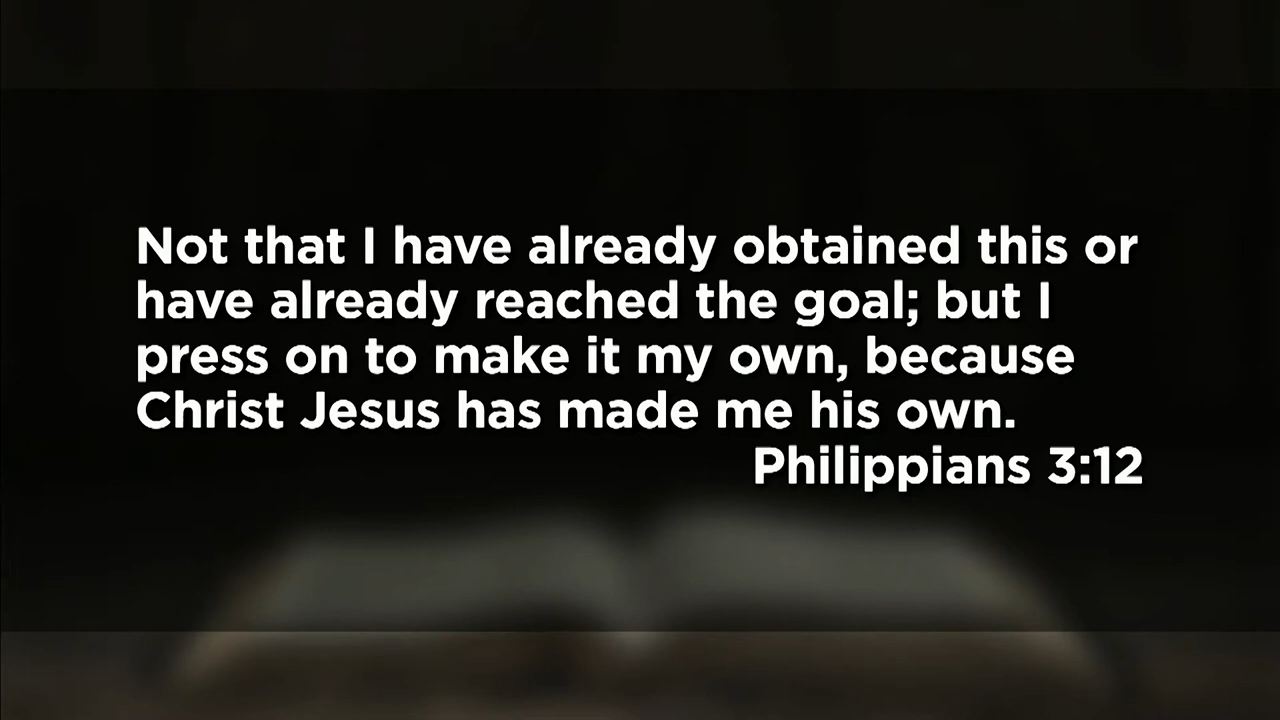 Not that I have already obtained this or
have already reached the goal; but I
press on to make it my own, because
Christ Jesus has made me his own.
Philippians 3:12